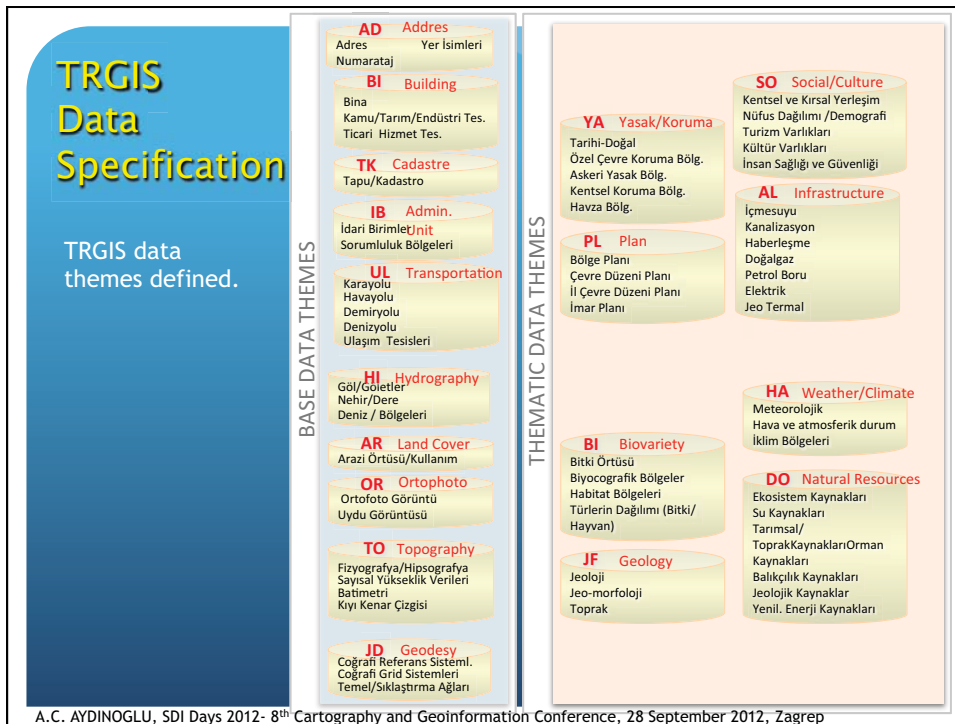 TRGIS
Data
Specification
TRGIS data
themes defined.
BASE DATA THEMES
AD Addres
Adres Yer İsimleri
Numarataj
BI Building
Bina
Kamu/Tarım/Endüstri Tes.
Ticari Hizmet Tes.
TK Cadastre
Tapu/Kadastro
IB Admin.
Unit
İdari Birimler
Sorumluluk Bölgeleri
UL Transportation
Karayolu
Havayolu
Demiryolu
Denizyolu
Ulaşım Tesisleri
HI Hydrography
Göl/Göletler
Nehir/Dere
Deniz / Bölgeleri
AR Land Cover
Arazi Örtüsü/Kullanım
OR Ortophoto
Ortofoto Görüntü
Uydu Görüntüsü
TO Topography
Fizyografya/Hipsografya
Sayısal Yükseklik Verileri
Batimetri
Kıyı Kenar Çizgisi
JD Geodesy
Coğrafi Referans Sisteml.
Coğrafi Grid Sistemleri
Temel/Sıklaştırma Ağları
THEMATIC DATA THEMES
YA Yasak/Koruma
Tarihi-Doğal
Özel Çevre Koruma Bölg.
Askeri Yasak Bölg.
Kentsel Koruma Bölg.
Havza Bölg.
PL Plan
Bölge Planı
Çevre Düzeni Planı
İl Çevre Düzeni Planı
İmar Planı
BI Biovariety
Bitki Örtüsü
Biyocografik Bölgeler
Habitat Bölgeleri
Türlerin Dağılımı (Bitki/
Hayvan)
JF Geology
Jeoloji
Jeo-morfoloji
Toprak
SO Social/Culture
Kentsel ve Kırsal Yerleşim
Nüfus Dağılımı /Demografi
Turizm Varlıkları
Kültür Varlıkları
İnsan Sağlığı ve Güvenliği
AL Infrastructure
İçmesuyu
Kanalizasyon
Haberleşme
Doğalgaz
Petrol Boru
Elektrik
Jeo Termal
HA Weather/Climate
Meteorolojik
Hava ve atmosferik durum
İklim Bölgeleri
DO Natural Resources
Ekosistem Kaynakları
Su Kaynakları
Tarımsal/
ToprakKaynaklarıOrman
Kaynakları
Balıkçılık Kaynakları
Jeolojik Kaynaklar
Yenil. Enerji Kaynakları
A.C. AYDINOGLU, SDI Days 2012- 8th Cartography and Geoinformation Conference, 28 September 2012, Zagrep